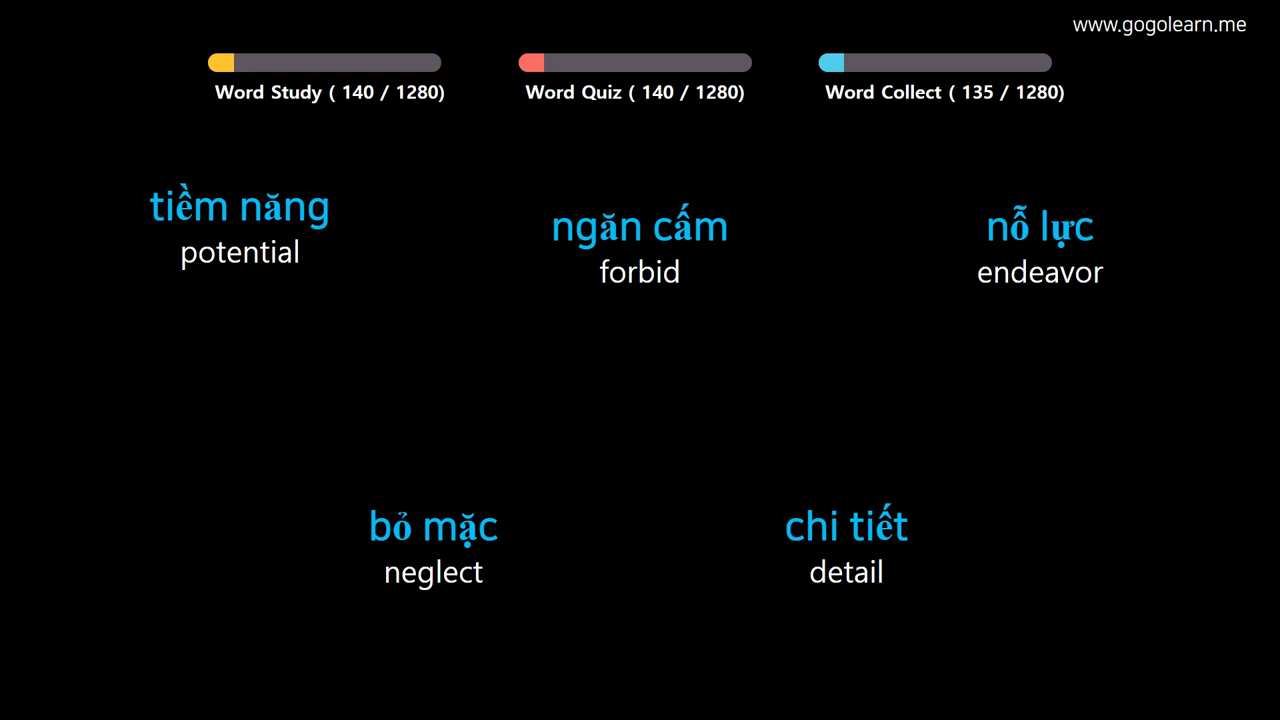 www.gogolearn.me
Word Study ( 140 / 1280)
Word Quiz ( 140 / 1280)
Word Collect ( 135 / 1280)
tiềm năng
potential
ngăn cấm
forbid
nỗ lực
endeavor
bỏ mặc
neglect
chi tiết
detail